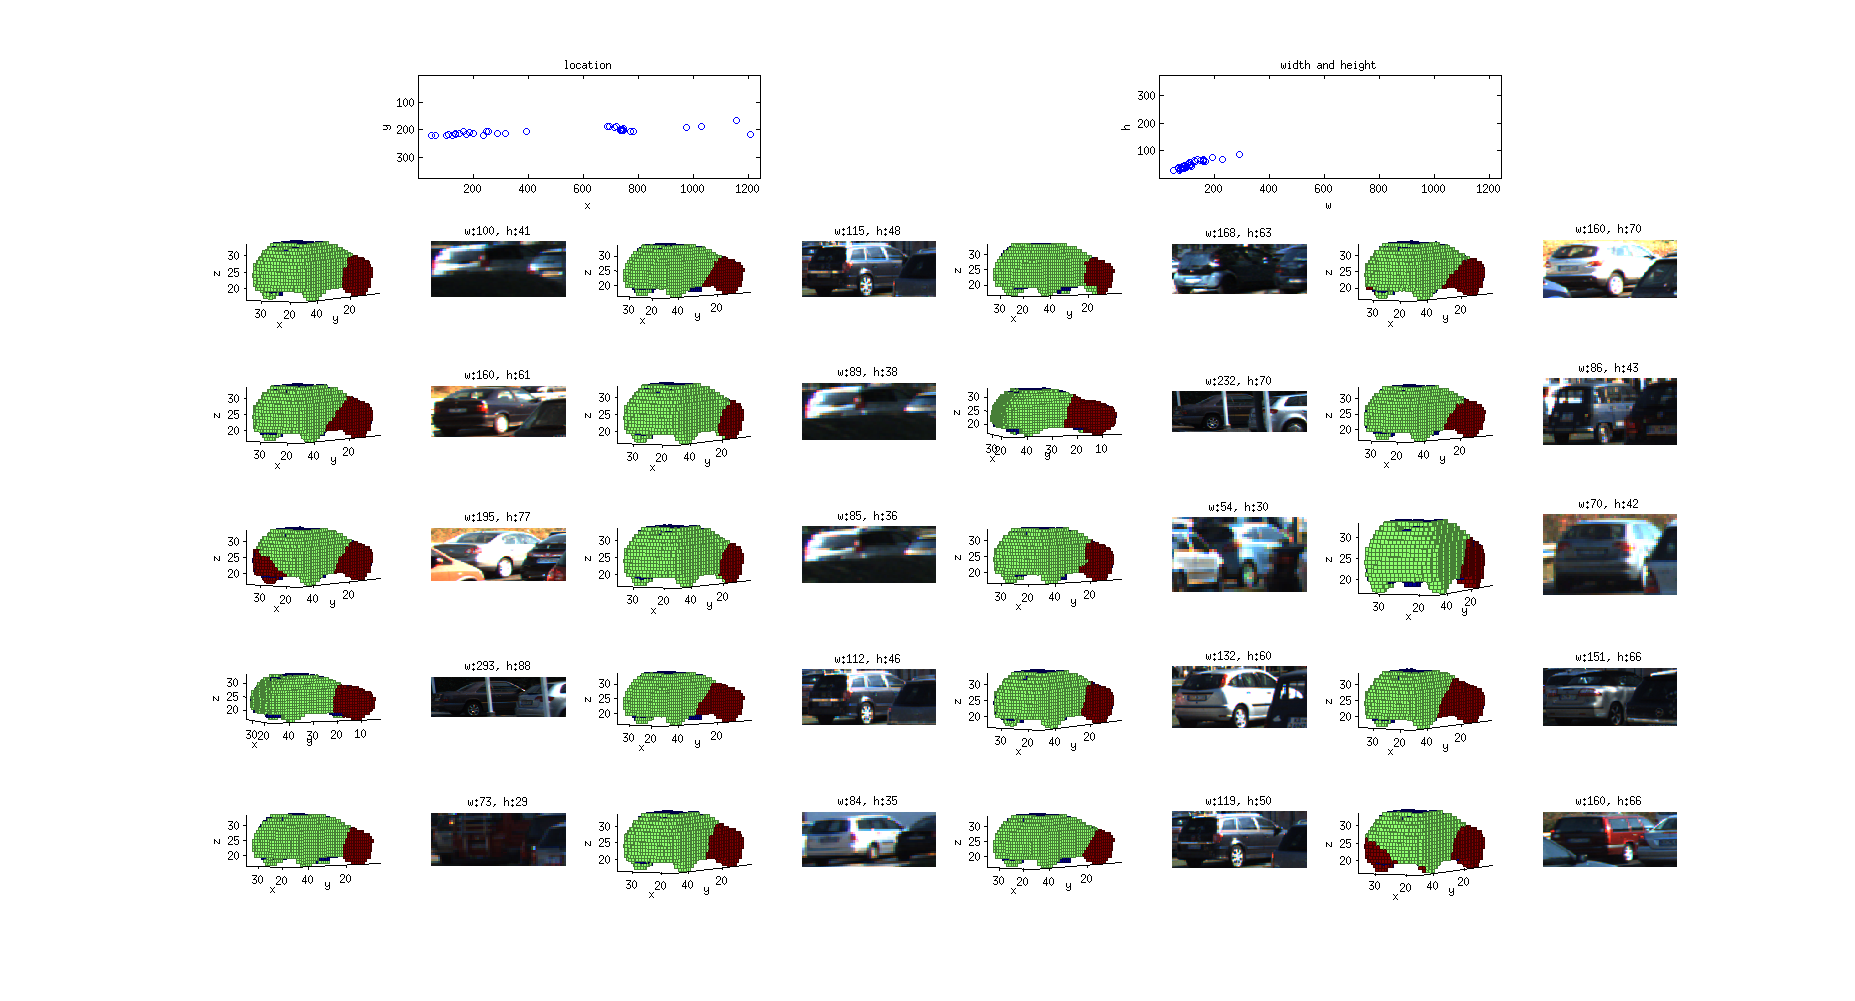 location
width and height
100
200
300
y
200
400
600
800
1000
1200
x
300
200
100
h
200
400
600
800
1000
1200
w
w:100, h:41
w:115, h:48
w:168, h:63
w:160, h:70
30
25
20
z
30
20
40
20
x
y
30
25
20
z
30
20
40
20
x
y
30
25
20
z
30
20
40
20
x
y
30
25
20
z
30
20
40
20
x
y
w:160, h:61
w:89, h:38
w:232, h:70
w:86, h:43
30
25
20
z
30
20
40
20
x
y
30
25
20
z
30
20
40
20
x
y
30
25
20
z
30
20
40
30
20
10
x
y
30
25
20
z
30
20
40
20
x
y
w:195, h:77
w:85, h:36
w:54, h:30
w:70, h:42
30
25
20
z
30
20
40
20
x
y
30
25
20
z
30
20
40
20
x
y
30
25
20
z
30
20
40
20
x
y
30
25
20
z
30
20
40
20
x
y
w:293, h:88
w:112, h:46
w:132, h:60
w:151, h:66
30
25
20
z
30
20
40
30
20
10
x
y
30
25
20
z
30
20
40
20
x
y
30
25
20
z
30
20
40
20
x
y
30
25
20
z
30
20
40
20
x
y
w:73, h:29
w:84, h:35
w:119, h:50
w:160, h:66
30
25
20
z
30
20
40
20
x
y
30
25
20
z
30
20
40
20
x
y
30
25
20
z
30
20
40
20
x
y
30
25
20
z
30
20
40
20
x
y